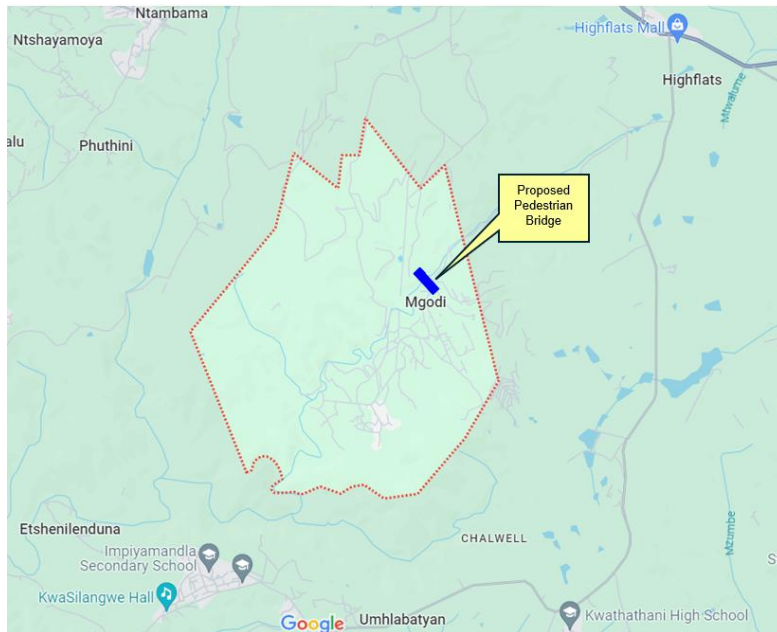 Ntambama
Ntshayamoya
Highflats Mall
Highflats
Mtwalume
alu
Phuthini
Proposed
Pedestrian
Bridge
Mgodi
Etshenilenduna
CHALWELL
Mzumbe
Impiyamandla
Secondary School
S
KwaSilangwe Hall
Google
Umhlabatyan
Kwathathani High School